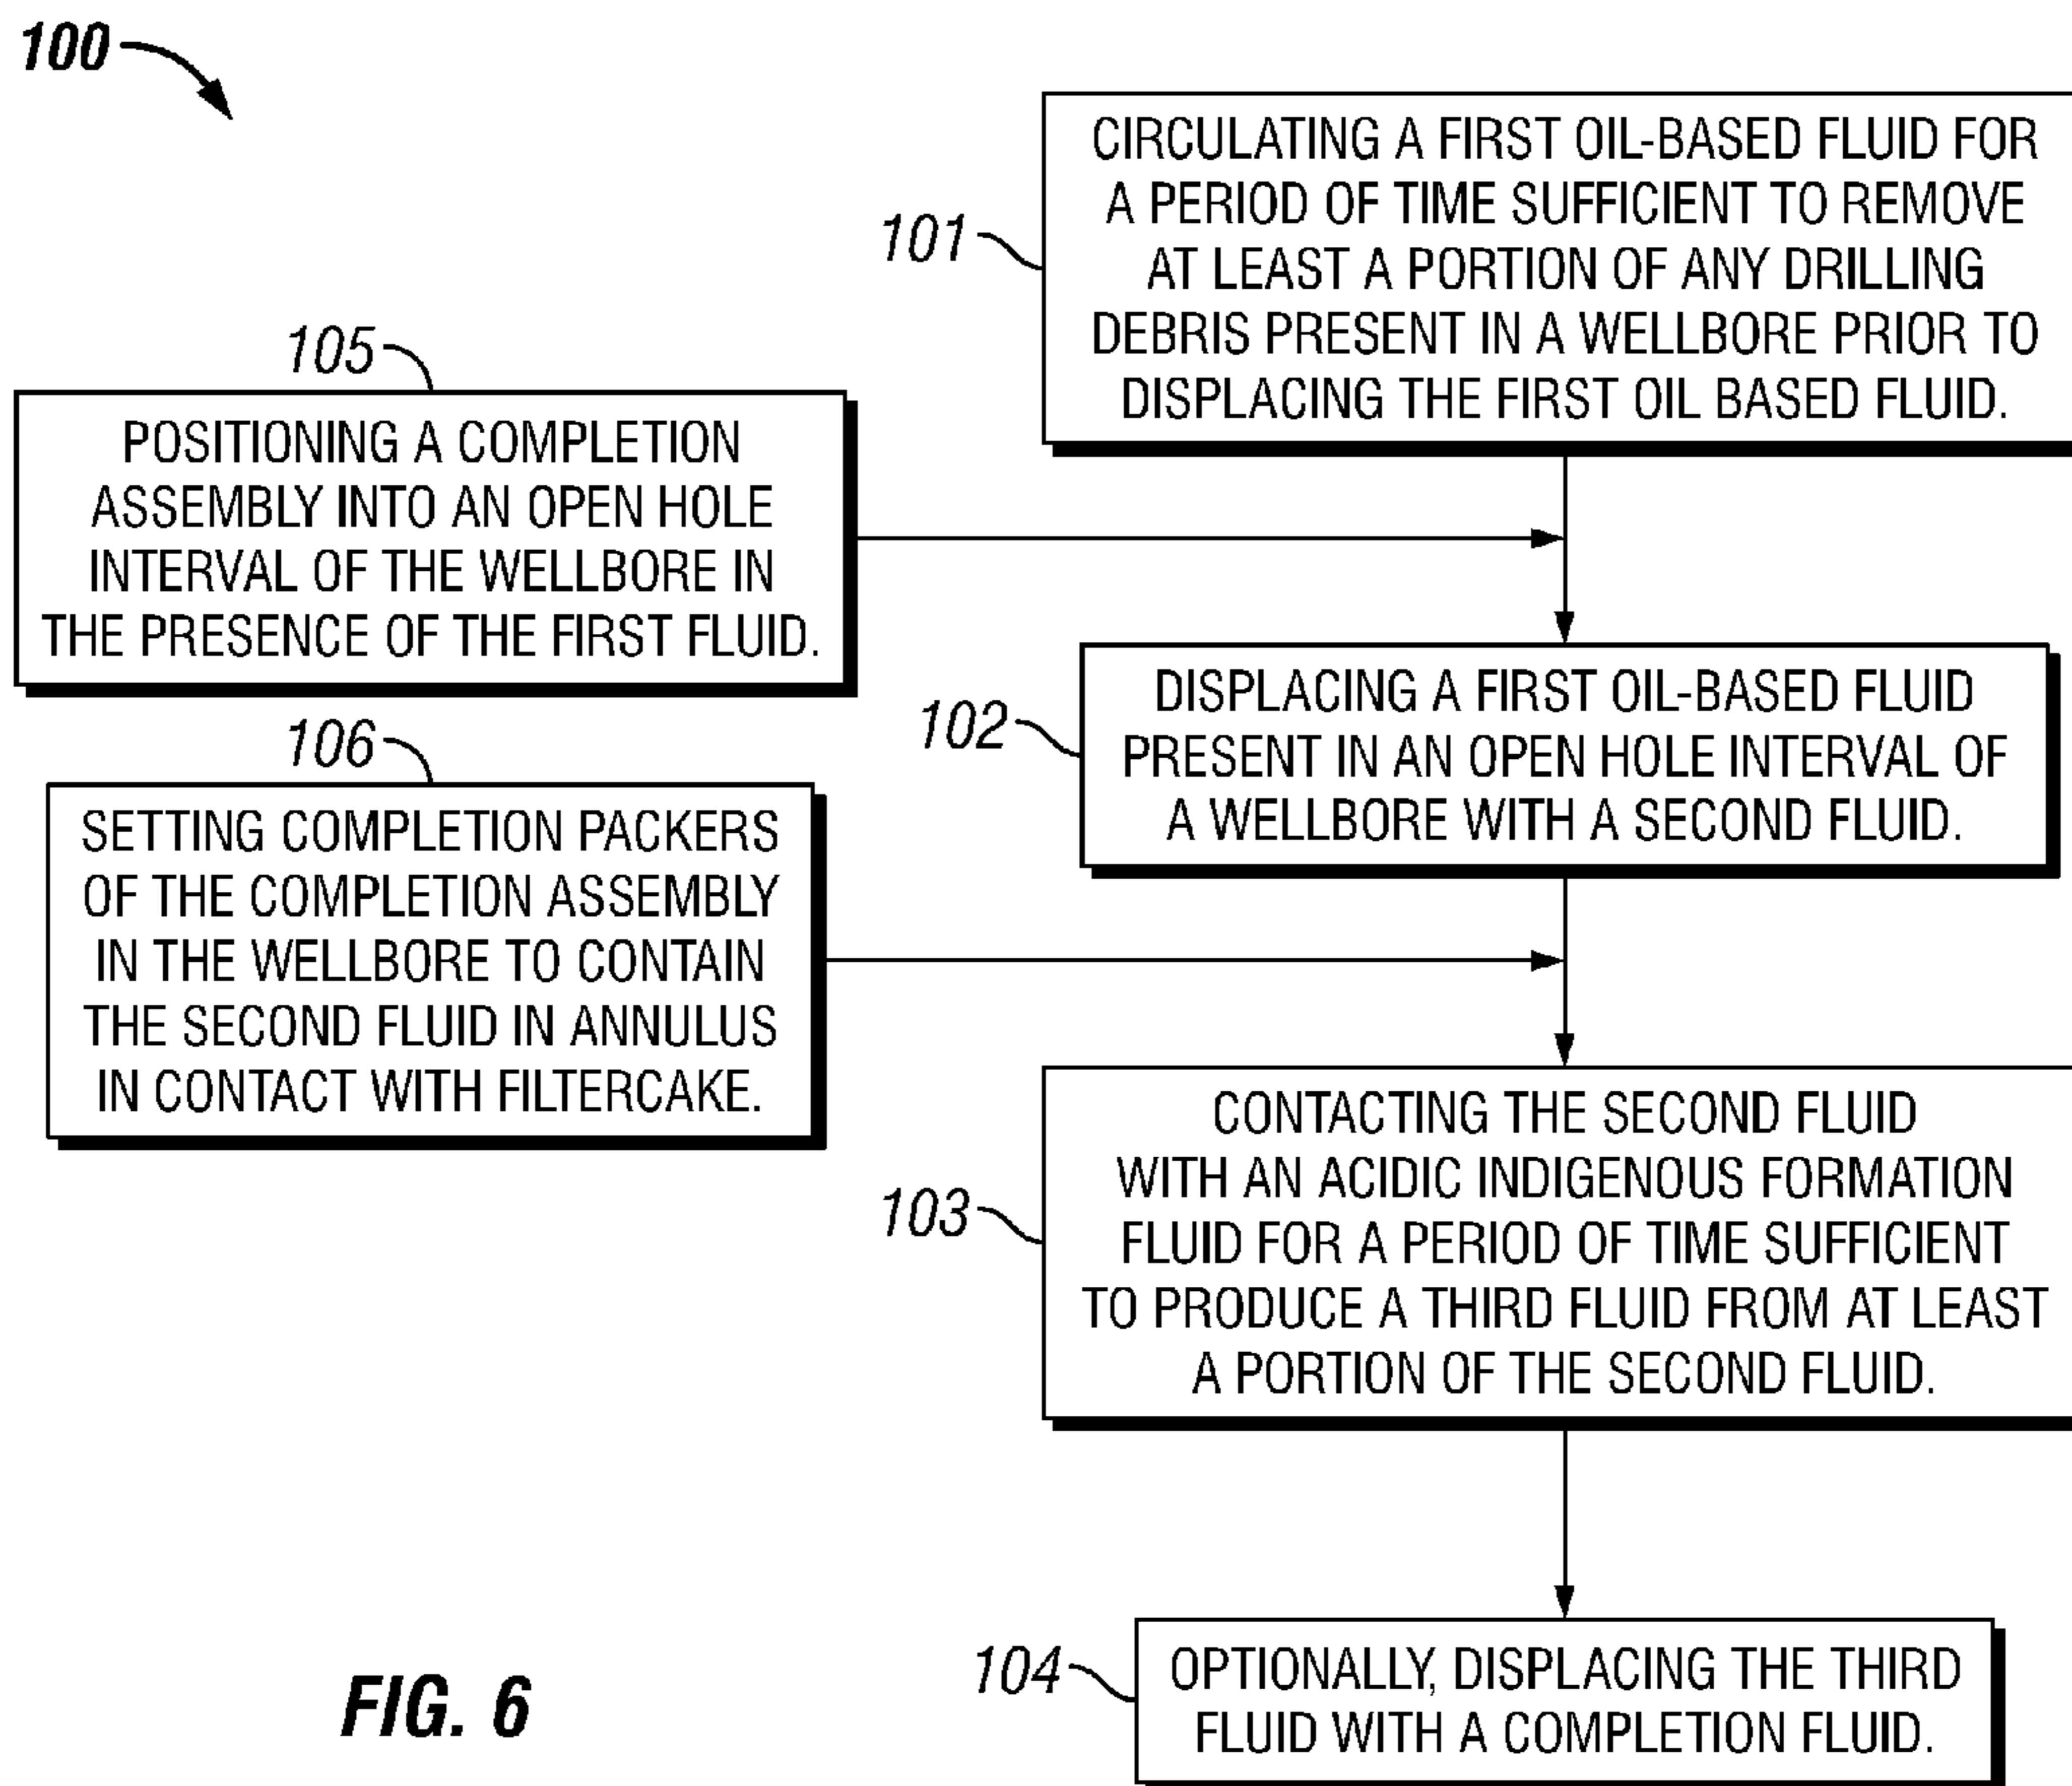 100
101
CIRCULATING A FIRST OIL-BASED FLUID FOR
A PERIOD OF TIME SUFFICIENT TO REMOVE
AT LEAST A PORTION OF ANY DRILLING
DEBRIS PRESENT IN A WELLBORE PRIOR TO
DISPLACING THE FIRST OIL BASED FLUID.
105
POSITIONING A COMPLETION
ASSEMBLY INTO AN OPEN HOLE
INTERVAL OF THE WELLBORE IN
THE PRESENCE OF THE FIRST FLUID.
102
DISPLACING A FIRST OIL-BASED FLUID
PRESENT IN AN OPEN HOLE INTERVAL OF
A WELLBORE WITH A SECOND FLUID.
106
SETTING COMPLETION PACKERS
OF THE COMPLETION ASSEMBLY
IN THE WELLBORE TO CONTAIN
THE SECOND FLUID IN ANNULUS
IN CONTACT WITH FILTERCAKE.
103
CONTACTING THE SECOND FLUID
WITH AN ACIDIC INDIGENOUS FORMATION
FLUID FOR A PERIOD OF TIME SUFFICIENT
TO PRODUCE A THIRD FLUID FROM AT LEAST
A PORTION OF THE SECOND FLUID.
104
OPTIONALLY, DISPLACING THE THIRD
FLUID WITH A COMPLETION FLUID.
FIG. 6